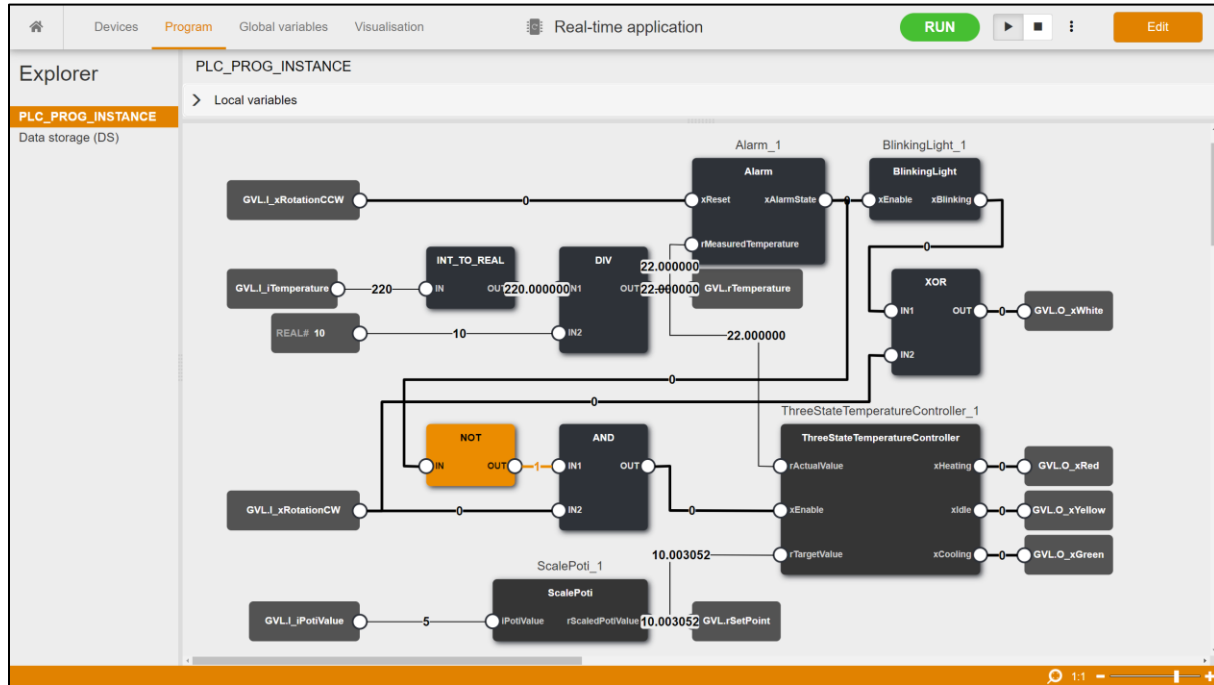 Devices
Program
Global variables
Visualisation
Real-time application
RUN
Edit
Explorer
PLC_PROG_INSTANCE
Data storage (DS)
PLC_PROG_INSTANCE
Local variables
Alarm_1
BlinkingLight_1
Alarm
BlinkingLight
GVL.I_xRotationCCW
0
xReset
xAlarmState
0
xEnable
xBlinking
rMeasuredTemperature
0
INT_TO_REAL
DIV
22.000000
XOR
GVL.I_iTemperature
220
IN
OUT
220.000000
IN1
OUT
22.000000
GVL.rTemperature
IN1
OUT
0
GVL.O_xWhite
REAL# 10
10
IN2
22.000000
IN2
0
0
ThreeStateTemperatureController_1
NOT
AND
ThreeStateTemperatureController
IN
OUT
1
IN1
OUT
rActualValue
xHeating
0
GVL.O_xRed
GVL.I_xRotationCW
0
IN2
0
xEnable
xIdle
0
GVL.O_xYellow
10.003052
rTargetValue
xCooling
0
GVL.O_xGreen
ScalePoti_1
ScalePoti
GVL.I_iPotiValue
5
iPotiValue
rScaledPotiValue
10.003052
GVL.rSetPoint
1:1